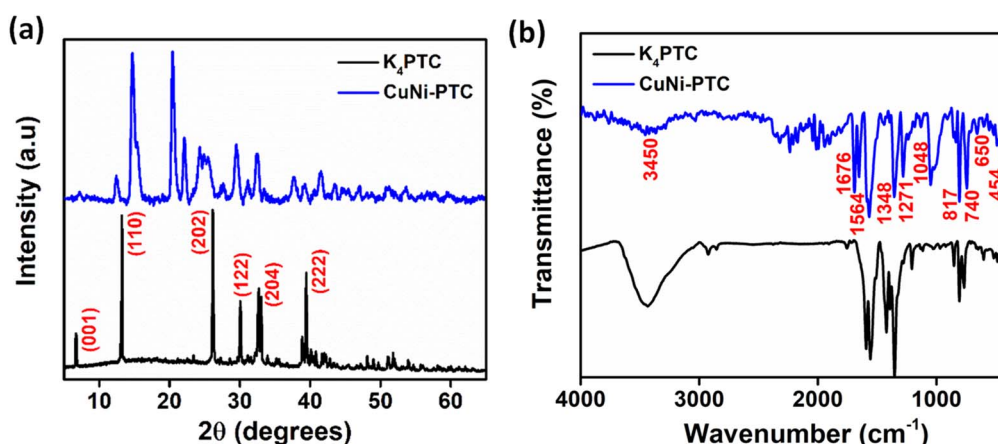 (a)
K₄PTC
CuNi-PTC
Intensity (a.u)
(001)
(110)
(202)
(122)
(204)
(222)
10 20 30 40 50 60
2θ (degrees)
(b)
K₄PTC
CuNi-PTC
Transmittance (%)
3450
1676
1564
1348
1271
1048
817
740
650
454
4000 3000 2000 1000
Wavenumber (cm⁻¹)